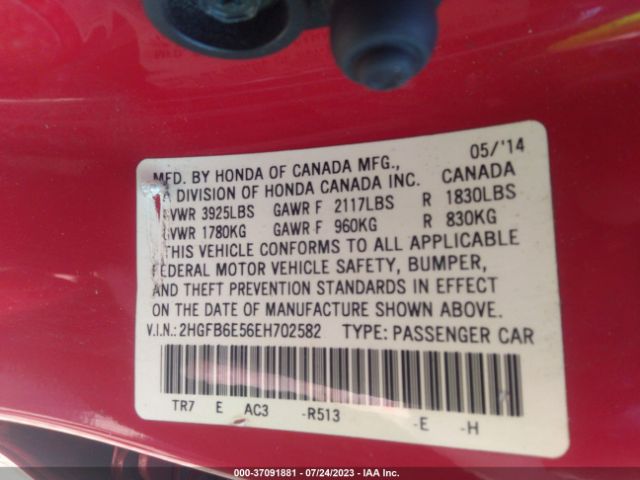 05/'14
MFD. BY HONDA OF CANADA MFG., CANADA
A DIVISION OF HONDA CANADA INC.
GVWR 3925LBS GAWR F 2117LBS R 1830LBS
GVWR 1780KG GAWR F 960KG R 830KG
THIS VEHICLE CONFORMS TO ALL APPLICABLE
FEDERAL MOTOR VEHICLE SAFETY, BUMPER,
AND THEFT PREVENTION STANDARDS IN EFFECT
ON THE DATE OF MANUFACTURE SHOWN ABOVE.
V.I.N.: 2HGFB6E56EH702582 TYPE: PASSENGER CAR
TR7 E AC3 -R513 -E -H
000-37091881 - 07/24/2023 - IAA Inc.